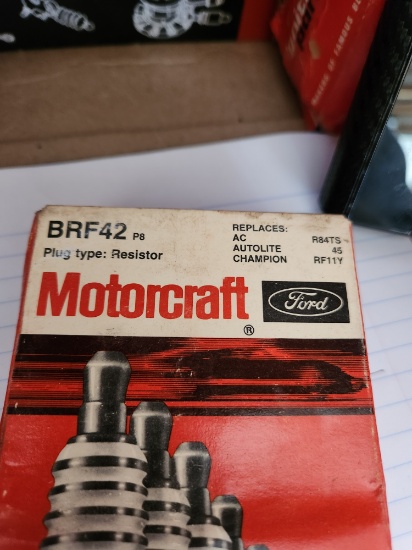 BRF42 P8
Plug type: Resistor
REPLACES:
AC R84TS
AUTOLITE 45
CHAMPION RF11Y
Motorcraft ®
Ford